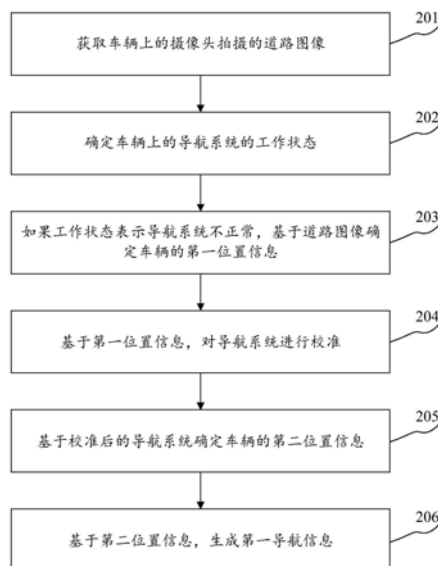 201
获取车辆上的摄像头拍摄的道路图像
202
确定车辆上的导航系统的工作状态
203
如果工作状态表示导航系统不正常，基于道路图像确
定车辆的第一位置信息
204
基于第一位置信息，对导航系统进行校准
205
基于校准后的导航系统确定车辆的第二位置信息
206
基于第二位置信息，生成第一导航信息